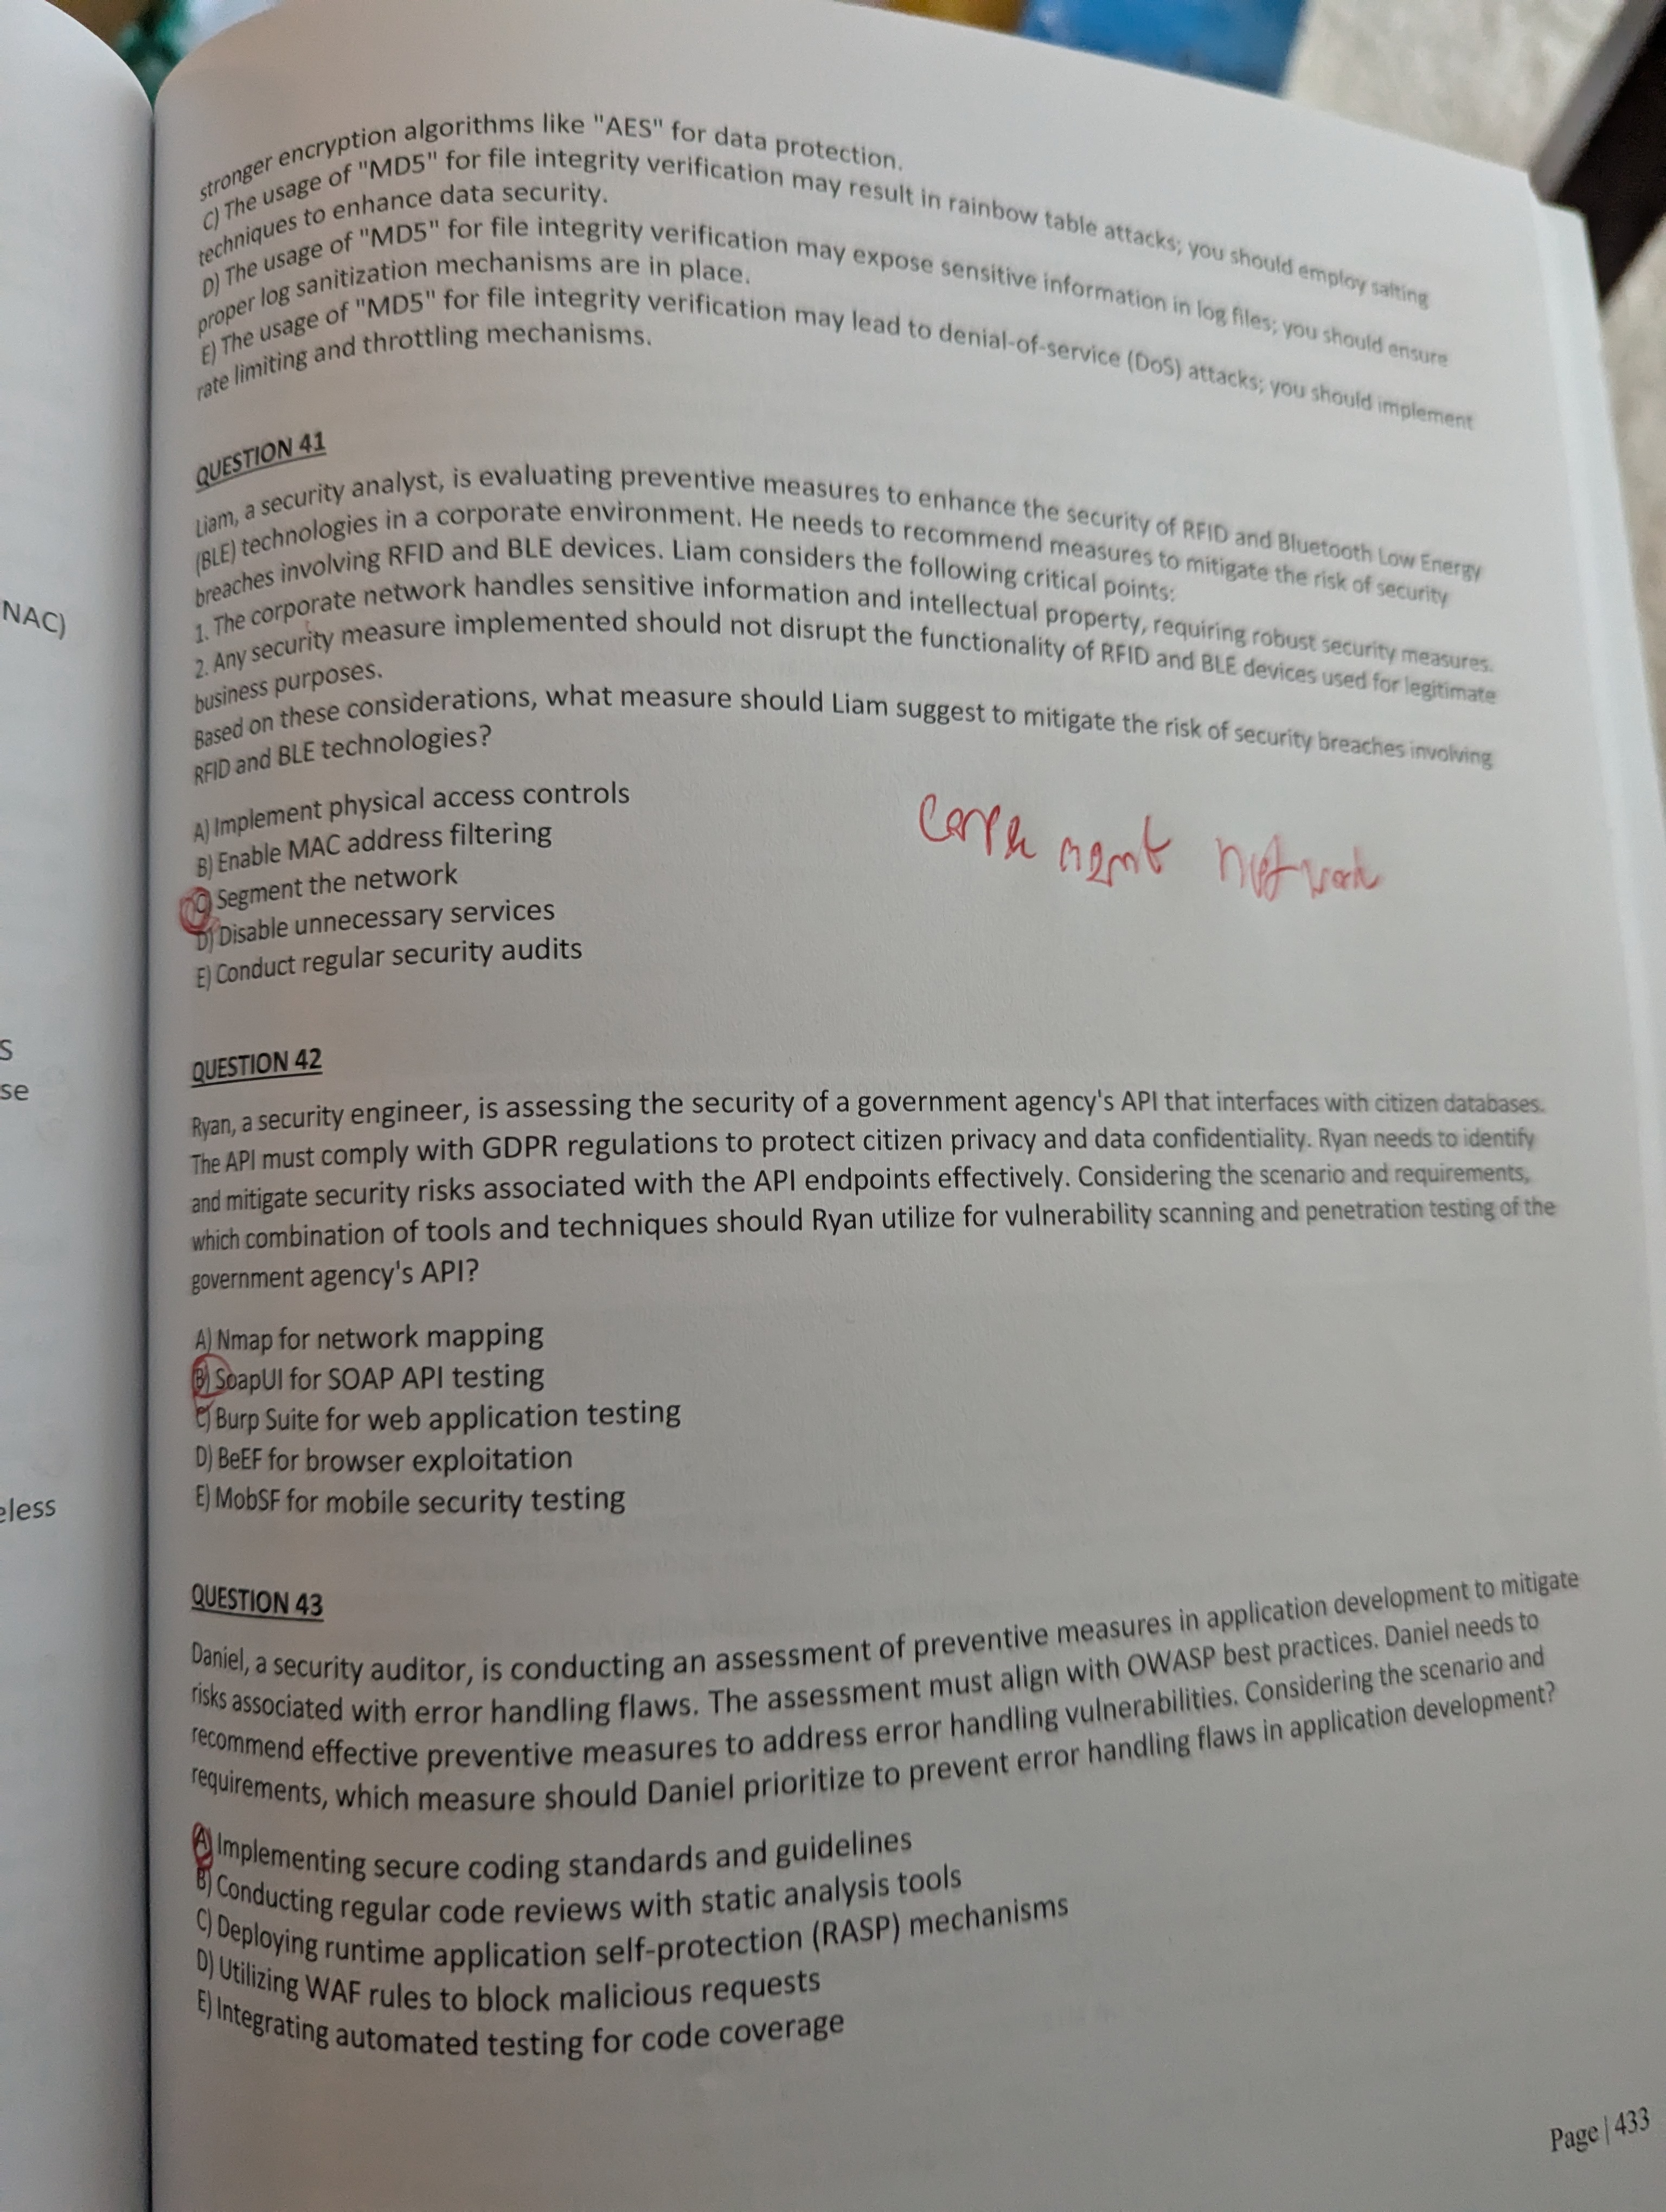 stronger encryption algorithms like "AES" for data protection.
C) The usage of "MD5" for file integrity verification may result in rainbow table attacks; you should employ salting
techniques to enhance data security.
D) The usage of "MD5" for file integrity verification may expose sensitive information in log files; you should ensure
proper log sanitization mechanisms are in place.
E) The usage of "MD5" for file integrity verification may lead to denial-of-service (DoS) attacks; you should implement
rate limiting and throttling mechanisms.
QUESTION 41
Liam, a security analyst, is evaluating preventive measures to enhance the security of RFID and Bluetooth Low Energy
(BLE) technologies in a corporate environment. He needs to recommend measures to mitigate the risk of security
breaches involving RFID and BLE devices. Liam considers the following critical points:
1. The corporate network handles sensitive information and intellectual property, requiring robust security measures.
2. Any security measure implemented should not disrupt the functionality of RFID and BLE devices used for legitimate
business purposes.
Based on these considerations, what measure should Liam suggest to mitigate the risk of security breaches involving
RFID and BLE technologies?
A) Implement physical access controls
B) Enable MAC address filtering
C) Segment the network
D) Disable unnecessary services
E) Conduct regular security audits
mgmt network
QUESTION 42
Ryan, a security engineer, is assessing the security of a government agency's API that interfaces with citizen databases.
The API must comply with GDPR regulations to protect citizen privacy and data confidentiality. Ryan needs to identify
and mitigate security risks associated with the API endpoints effectively. Considering the scenario and requirements,
which combination of tools and techniques should Ryan utilize for vulnerability scanning and penetration testing of the
government agency's API?
A) Nmap for network mapping
B) SoapUI for SOAP API testing
C) Burp Suite for web application testing
D) BeEF for browser exploitation
E) MobSF for mobile security testing
QUESTION 43
Daniel, a security auditor, is conducting an assessment of preventive measures in application development to mitigate
risks associated with error handling flaws. The assessment must align with OWASP best practices. Daniel needs to
recommend effective preventive measures to address error handling vulnerabilities. Considering the scenario and
requirements, which measure should Daniel prioritize to prevent error handling flaws in application development?
A) Implementing secure coding standards and guidelines
B) Conducting regular code reviews with static analysis tools
C) Deploying runtime application self-protection (RASP) mechanisms
D) Utilizing WAF rules to block malicious requests
E) Integrating automated testing for code coverage
Page | 433
NAC)
S
se
eless